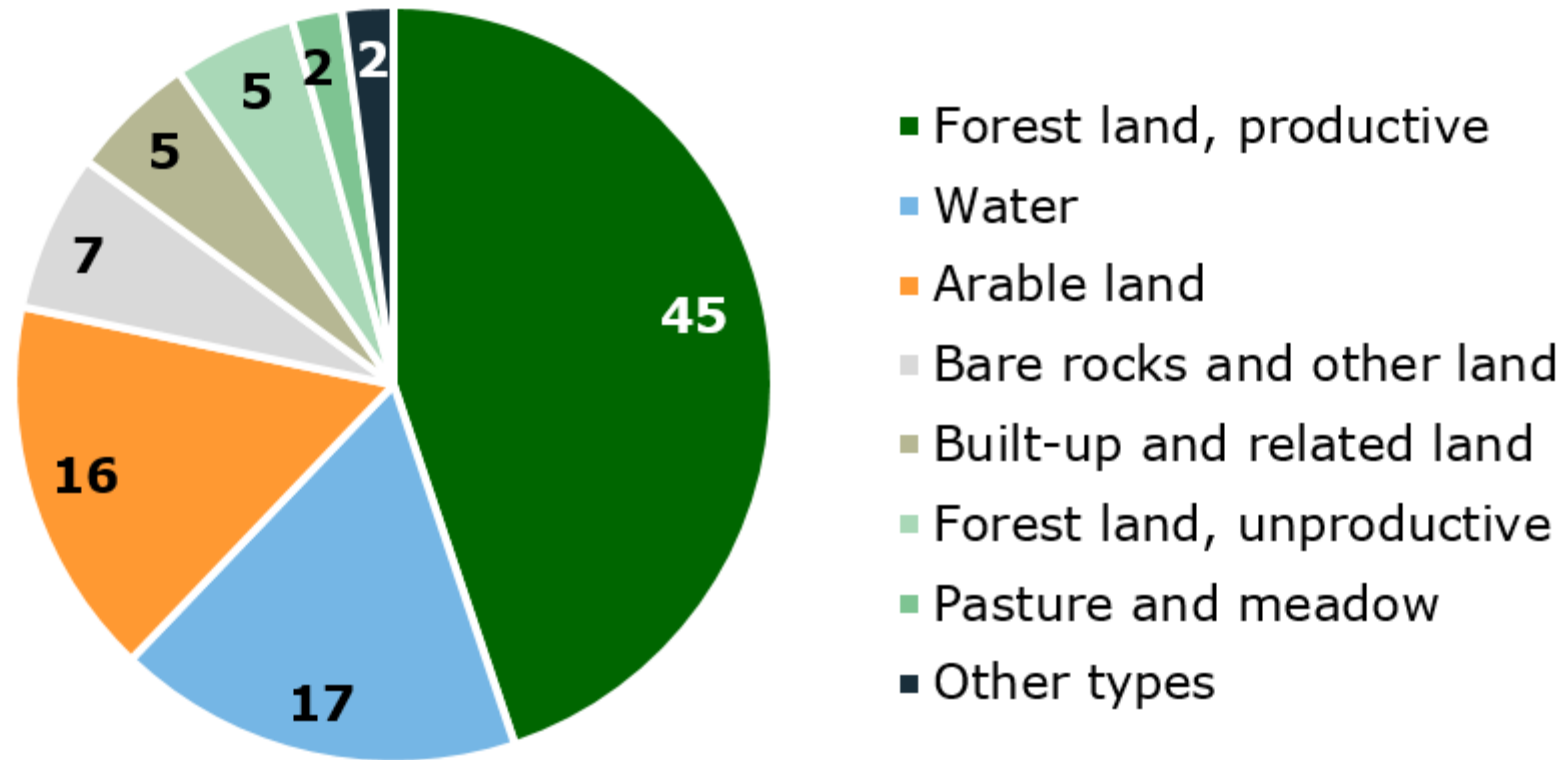 2
2
5
5
7
45
16
17
Forest land, productive
Water
Arable land
Bare rocks and other land
Built-up and related land
Forest land, unproductive
Pasture and meadow
Other types